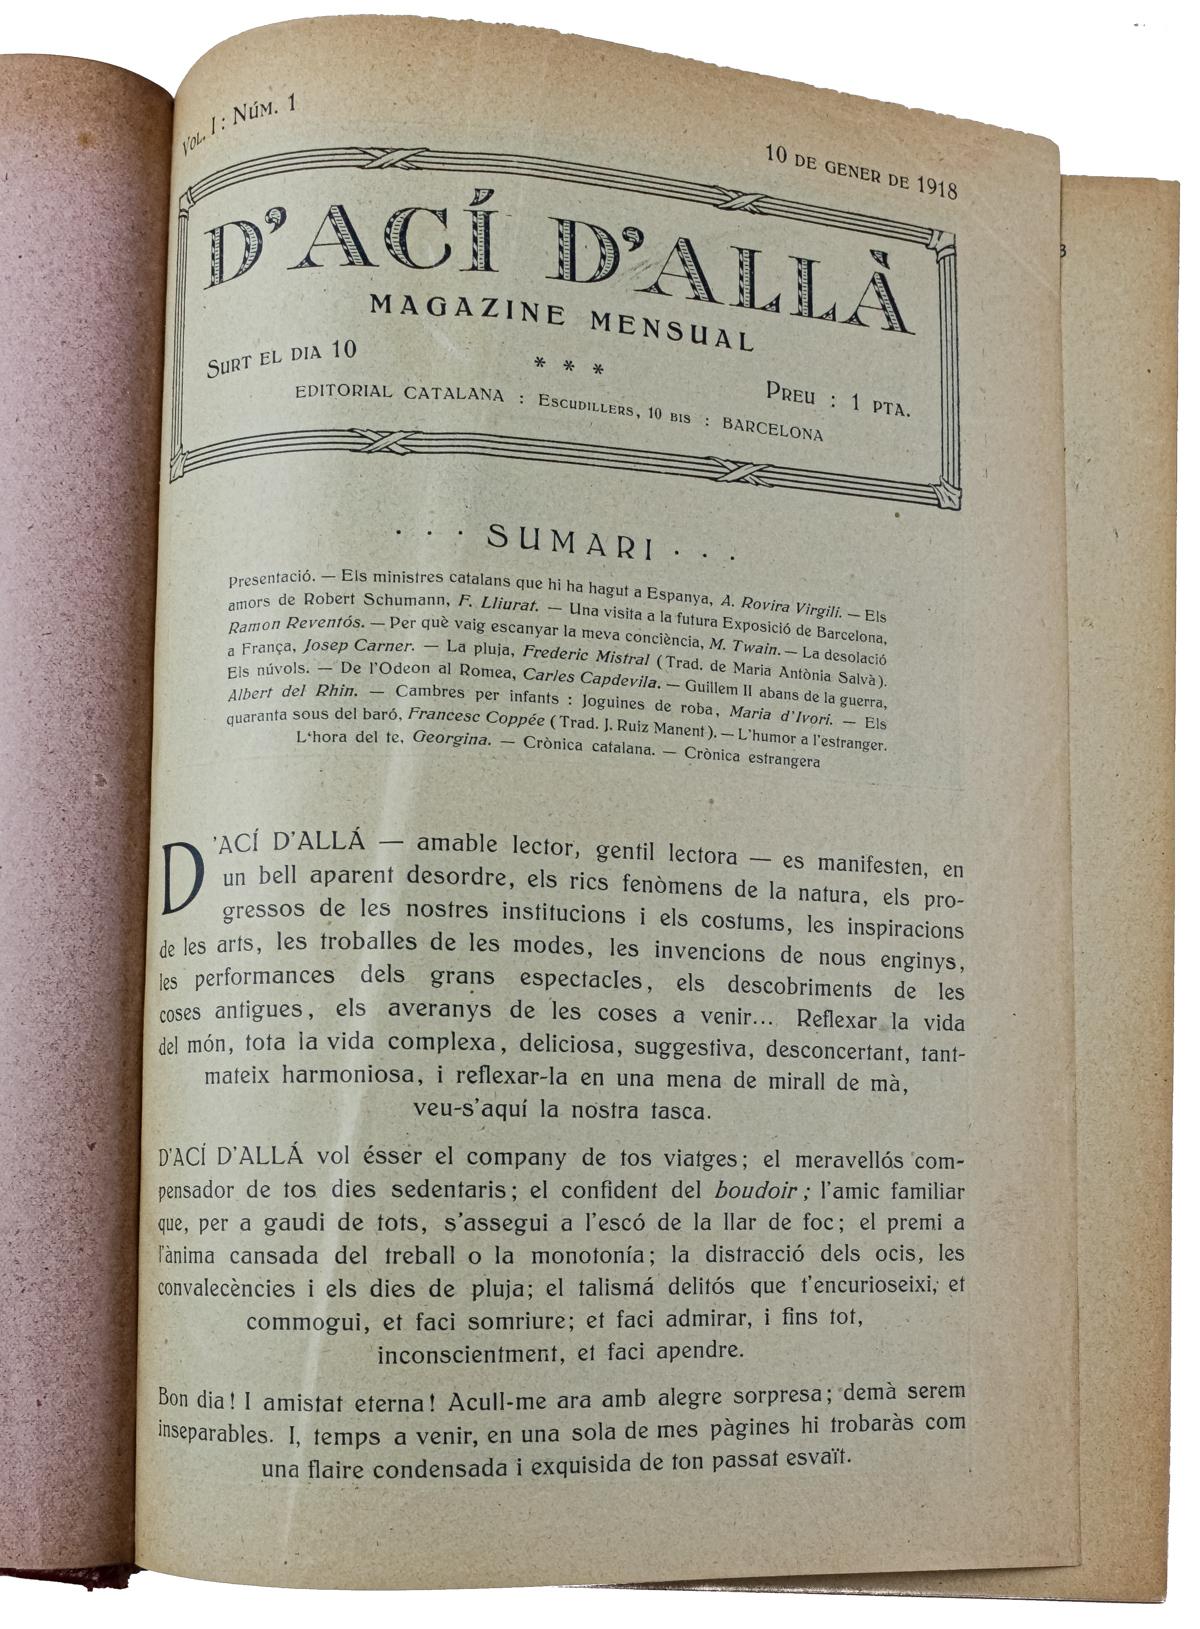 Vol. I : Núm. 1
10 de gener de 1918
D'ACÍ D'ALLÀ
MAGAZINE MENSUAL
Surt el dia 10
* * *
Preu : 1 pta.
EDITORIAL CATALANA : Escudillers, 10 bis : BARCELONA
· · · SUMARI · · ·
Presentació. — Els ministres catalans que hi ha hagut a Espanya, A. Rovira Virgili. — Els
amors de Robert Schumann, F. Lliurat. — Una visita a la futura Exposició de Barcelona,
Ramon Reventós. — Per què vaig escanyar la meva conciència, M. Twain. — La desolació
a França, Josep Carner. — La pluja, Frederic Mistral (Trad. de Maria Antònia Salvà).
Els núvols. — De l'Odeon al Romea, Carles Capdevila. — Guillem II abans de la guerra,
Albert del Rhin. — Cambres per infants : Joguines de roba, Maria d'Ivori. — Els
quaranta sous del baró, Francesc Coppée (Trad. J. Ruiz Manent). — L'humor a l'estranger.
L'hora del te, Georgina. — Crònica catalana. — Crònica estrangera
D'ACÍ D'ALLÁ — amable lector, gentil lectora — es manifesten, en
un bell aparent desordre, els rics fenòmens de la natura, els pro-
gressos de les nostres institucions i els costums, les inspiracions
de les arts, les troballes de les modes, les invencions de nous enginys,
les performances dels grans espectacles, els descobriments de les
coses antigues, els averanys de les coses a venir... Reflexar la vida
del món, tota la vida complexa, deliciosa, suggestiva, desconcertant, tant-
mateix harmoniosa, i reflexar-la en una mena de mirall de mà,
veu-s'aquí la nostra tasca.
D'ACÍ D'ALLÁ vol ésser el company de tos viatges; el meravellós com-
pensador de tos dies sedentaris; el confident del boudoir; l'amic familiar
que, per a gaudi de tots, s'assegui a l'escó de la llar de foc; el premi a
l'ànima cansada del treball o la monotonía; la distracció dels ocis, les
convalecències i els dies de pluja; el talismá delitós que t'encurioseixi, et
commogui, et faci somriure; et faci admirar, i fins tot,
inconscientment, et faci apendre.
Bon dia! I amistat eterna! Acull-me ara amb alegre sorpresa; demà serem
inseparables. I, temps a venir, en una sola de mes pàgines hi trobaràs com
una flaire condensada i exquisida de ton passat esvaït.